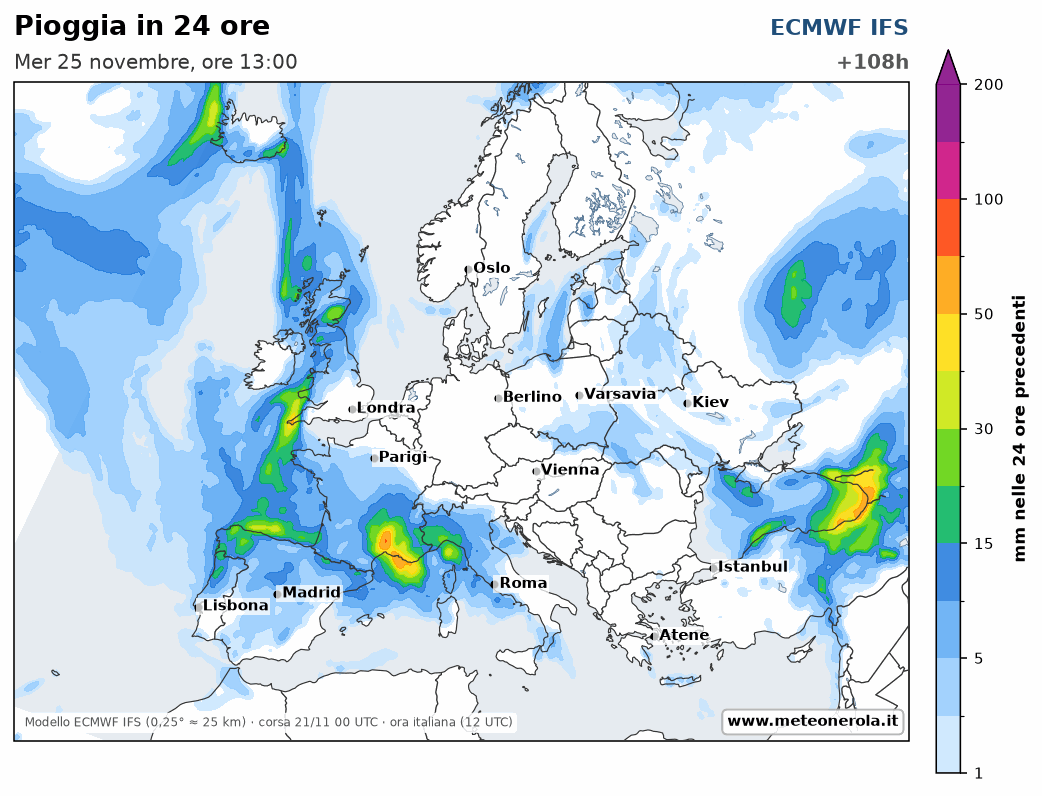 Pioggia in 24 ore
ECMWF IFS
Mer 25 novembre, ore 13:00
+108h
200
100
50
30
15
5
1
mm nelle 24 ore precedenti
Oslo
Londra
Berlino
Varsavia
Kiev
Parigi
Vienna
Istanbul
Roma
Madrid
Lisbona
Atene
Modello ECMWF IFS (0,25° ≈ 25 km) · corsa 21/11 00 UTC · ora italiana (12 UTC)
www.meteonerola.it